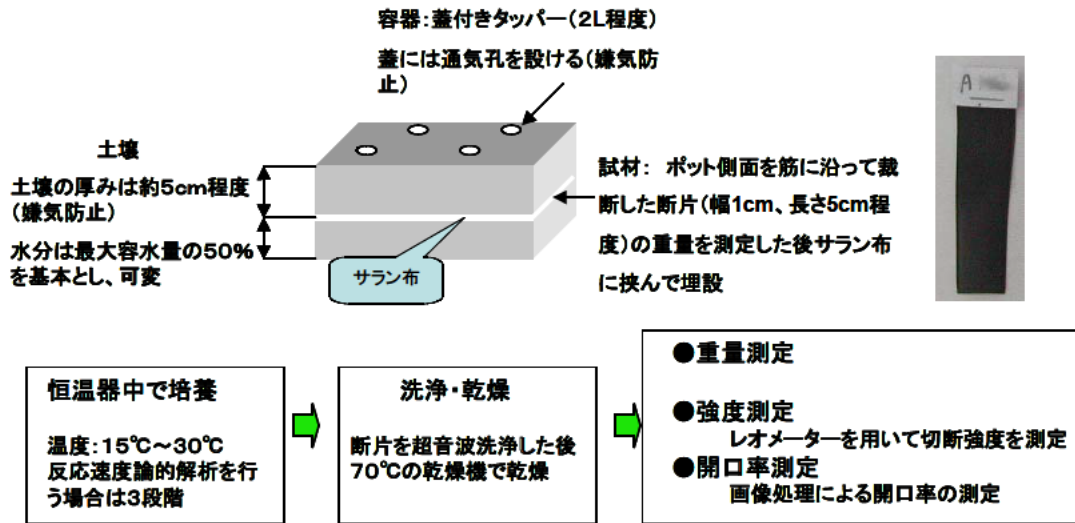 容器:蓋付きタッパー(2L程度)
蓋には通気孔を設ける(嫌気防
止)
土壌
土壌の厚みは約5cm程度
(嫌気防止)
水分は最大容水量の50%
を基本とし、可変
サラン布
試材: ポット側面を筋に沿って裁
断した断片(幅1cm、長さ5cm程
度)の重量を測定した後サラン布
に挟んで埋設
A
恒温器中で培養
温度:15℃~30℃
反応速度論的解析を行
う場合は3段階
洗浄・乾燥
断片を超音波洗浄した後
70℃の乾燥機で乾燥
●重量測定
●強度測定
レオメーターを用いて切断強度を測定
●開口率測定
画像処理による開口率の測定